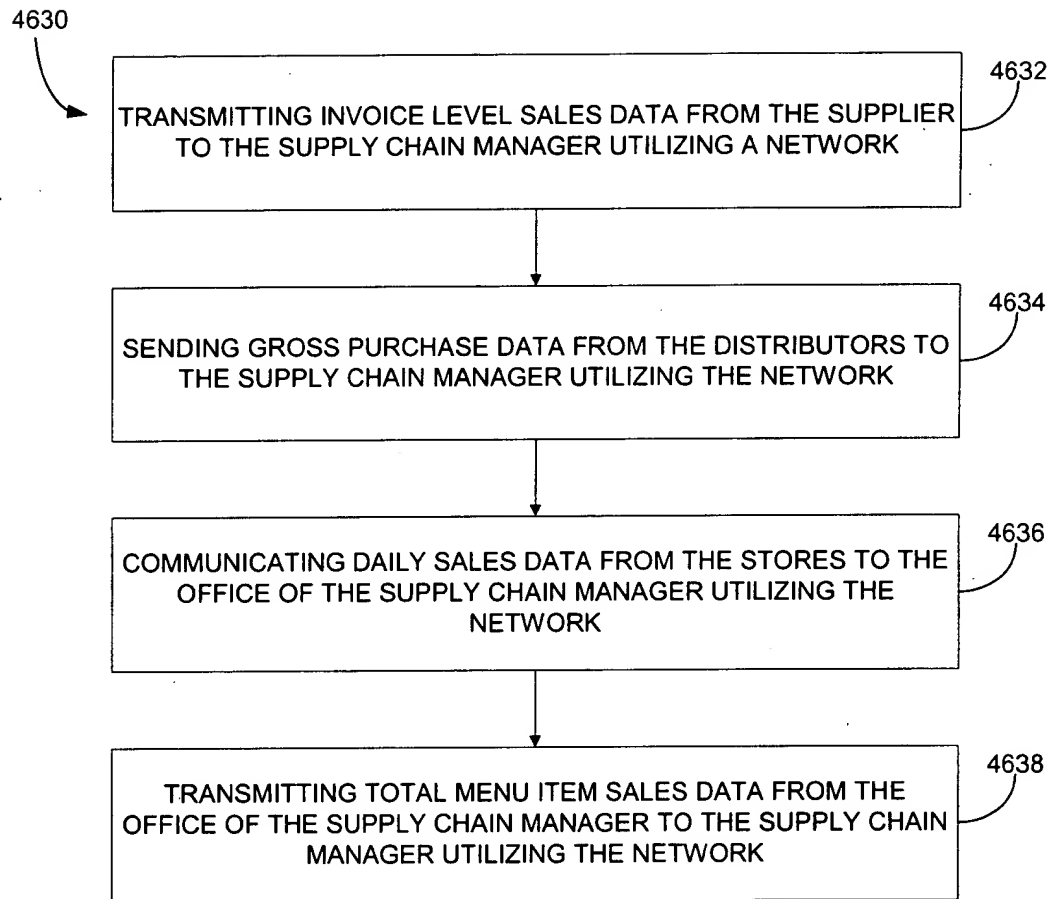 4630
4632
TRANSMITTING INVOICE LEVEL SALES DATA FROM THE SUPPLIER
TO THE SUPPLY CHAIN MANAGER UTILIZING A NETWORK
4634
SENDING GROSS PURCHASE DATA FROM THE DISTRIBUTORS TO
THE SUPPLY CHAIN MANAGER UTILIZING THE NETWORK
4636
COMMUNICATING DAILY SALES DATA FROM THE STORES TO THE
OFFICE OF THE SUPPLY CHAIN MANAGER UTILIZING THE
NETWORK
4638
TRANSMITTING TOTAL MENU ITEM SALES DATA FROM THE
OFFICE OF THE SUPPLY CHAIN MANAGER TO THE SUPPLY CHAIN
MANAGER UTILIZING THE NETWORK